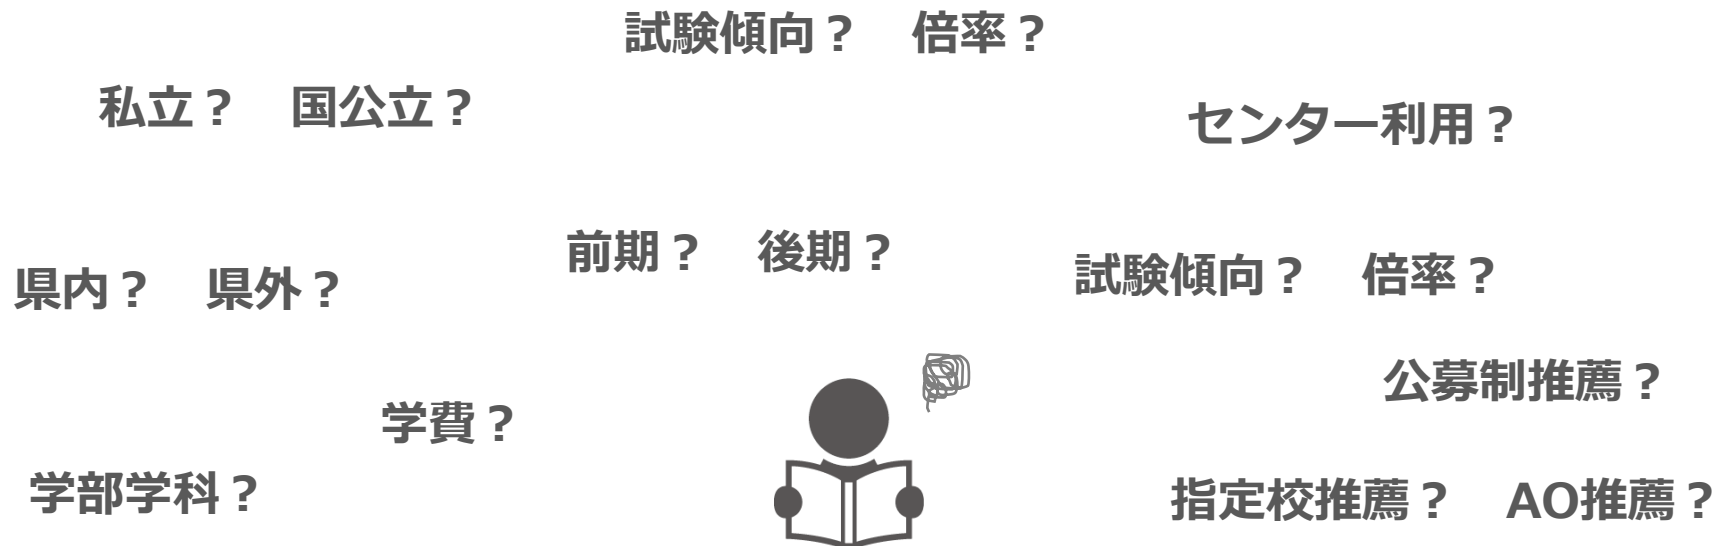 試験傾向？　倍率？
私立？　国公立？
センター利用？
前期？　後期？
試験傾向？　倍率？
県内？　県外？
公募制推薦？
学費？
学部学科？
指定校推薦？　AO推薦？